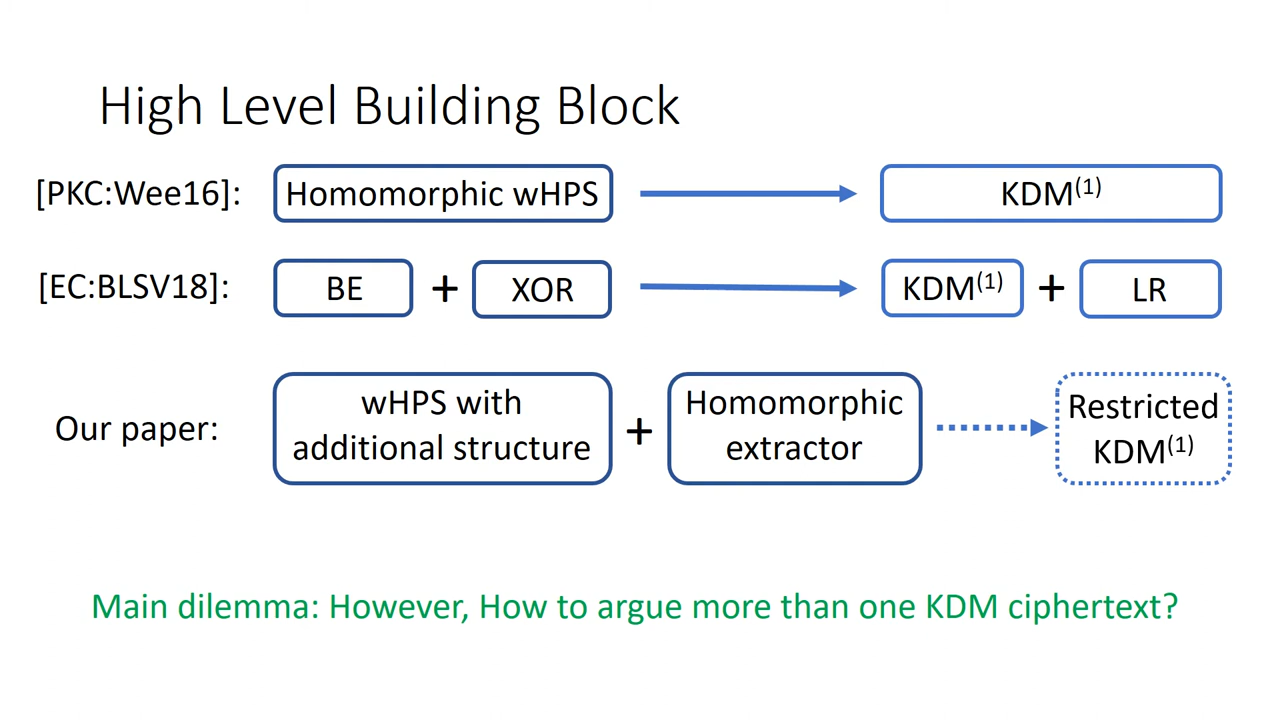 High Level Building Block
[PKC:Wee16]: Homomorphic wHPS KDM⁽¹⁾
[EC:BLSV18]: BE + XOR KDM⁽¹⁾ + LR
Our paper: wHPS with additional structure + Homomorphic extractor Restricted KDM⁽¹⁾
Main dilemma: However, How to argue more than one KDM ciphertext?